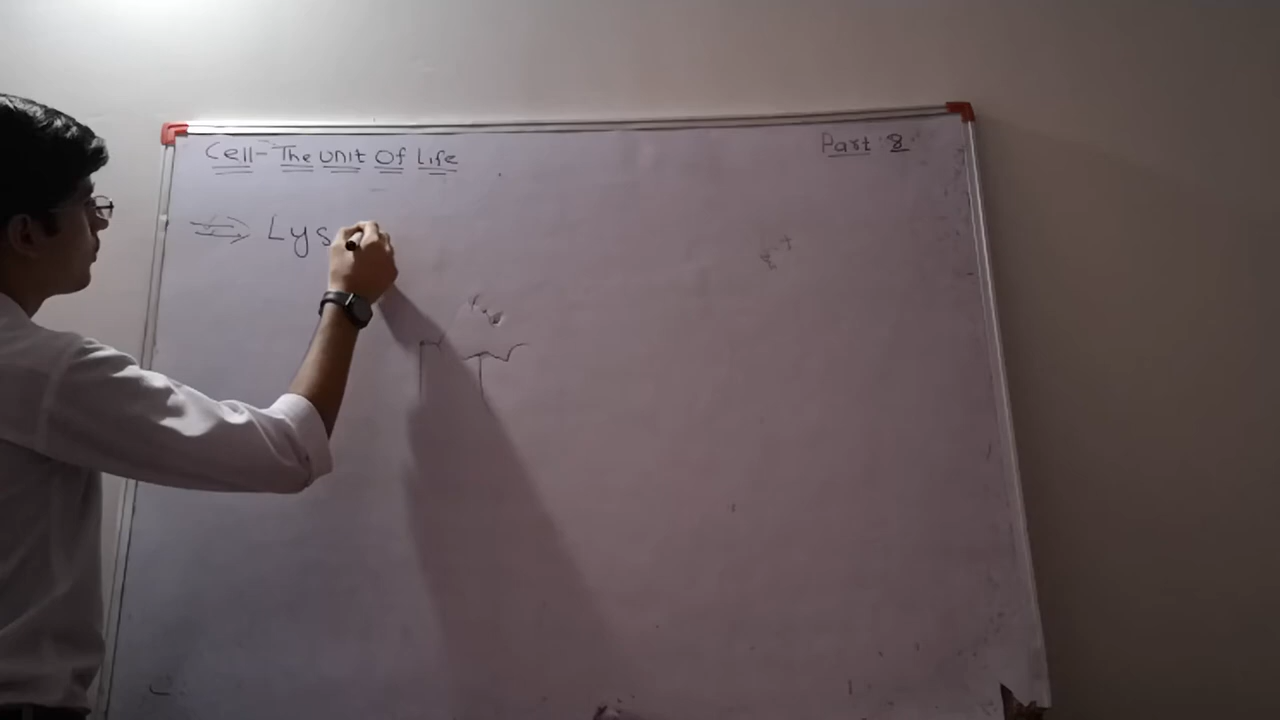 Cell- The Unit Of Life
Part : 8
⇒ Lys